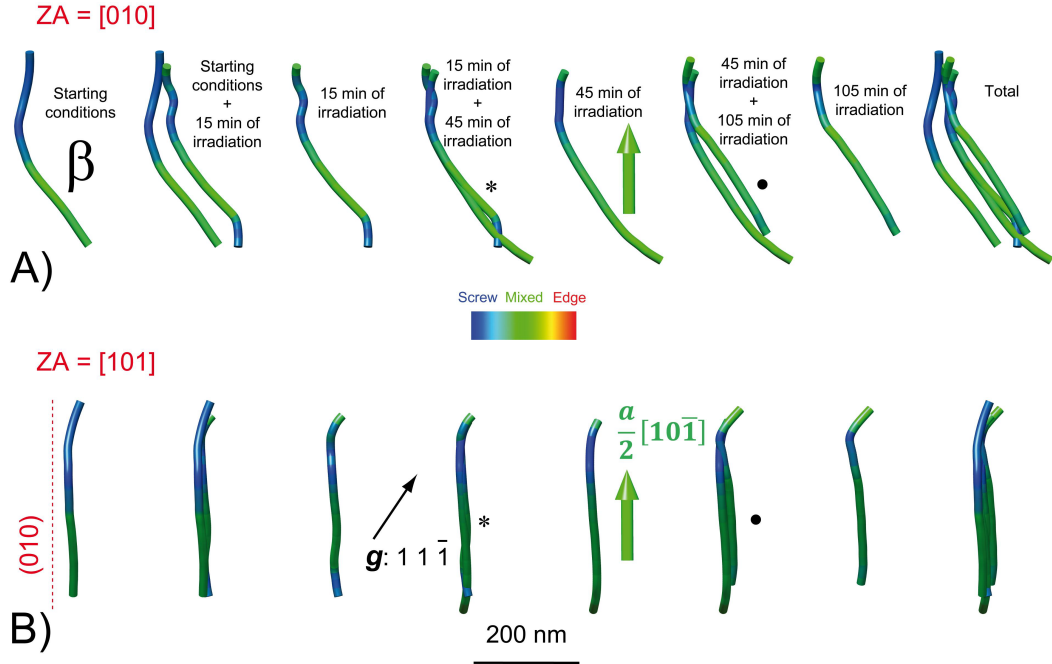 ZA = [010]
Starting
conditions
β
Starting
conditions
+
15 min of
irradiation
15 min of
irradiation
15 min of
irradiation
+
45 min of
irradiation
*
45 min of
irradiation
45 min of
irradiation
+
105 min of
irradiation
•
105 min of
irradiation
Total
A)
Screw Mixed Edge
ZA = [101]
(010)
g: 1 1 1̅
*
a/2 [101̅]
•
B)
200 nm